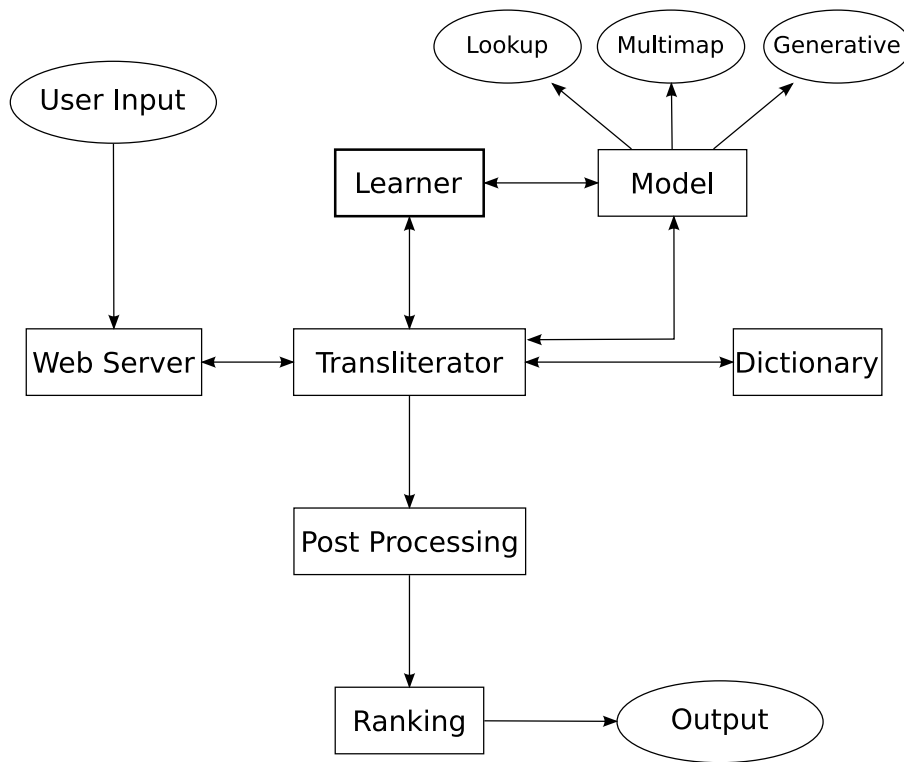 Lookup
Multimap
Generative
User Input
Learner
Model
Web Server
Transliterator
Dictionary
Post Processing
Ranking
Output